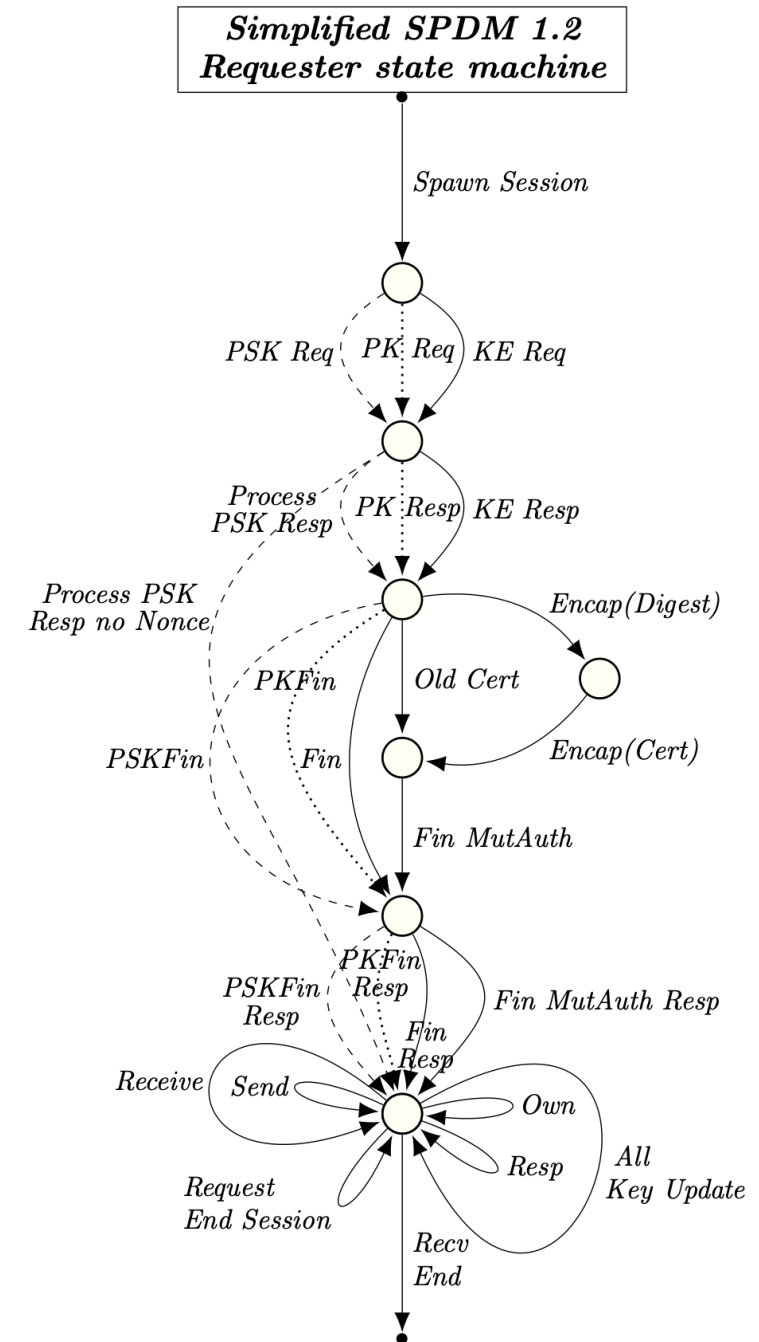 Simplified SPDM 1.2
Requester state machine
Spawn Session
PSK Req
PK Req
KE Req
Process
PSK Resp
PK Resp
KE Resp
Process PSK
Resp no Nonce
Encap(Digest)
PKFin
Old Cert
PSKFin
Fin
Encap(Cert)
Fin MutAuth
PKFin
Resp
PSKFin
Resp
Fin MutAuth Resp
Fin
Resp
Receive
Send
Own
Resp
All
Key Update
Request
End Session
Recv
End